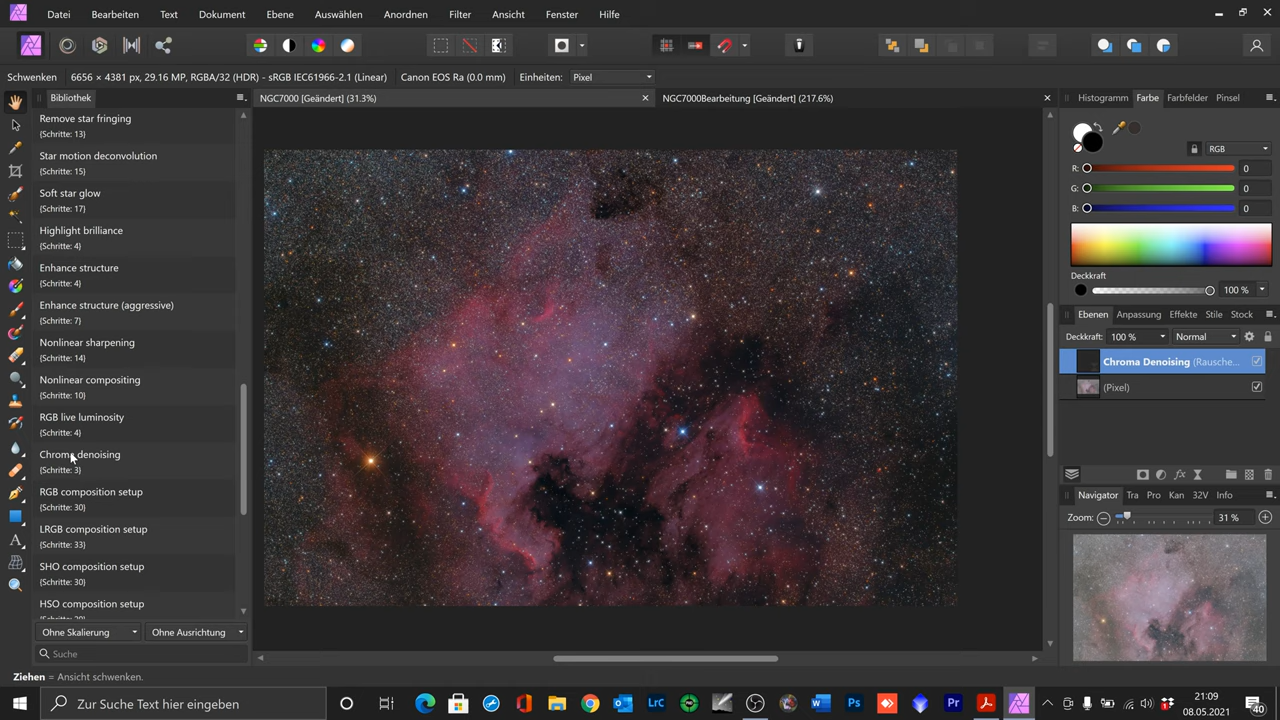 Datei Bearbeitung Text Dokument Ebene Auswählen Anordnen Filter Ansicht Fenster Hilfe
Schwenken 6656 × 4381 px, 29.16 MP, RGBA/32 (HDR) - sRGB IEC61966-2.1 (Linear) Canon EOS Ra (0.0 mm) Einheiten: Pixel
Bibliothek NGC7000 [Geändert] (31.3%) NGC7000Bearbeitung [Geändert] (217.6%) Histogramm Farbe Farbfelder Pinsel
Remove star fringing
{Schritte: 13}
Star motion deconvolution
{Schritte: 15}
Soft star glow
{Schritte: 17}
Highlight brilliance
{Schritte: 4}
Enhance structure
{Schritte: 4}
Enhance structure (aggressive)
{Schritte: 7}
Nonlinear sharpening
{Schritte: 14}
Nonlinear compositing
{Schritte: 10}
RGB live luminosity
{Schritte: 4}
Chroma denoising
{Schritte: 3}
RGB composition setup
{Schritte: 30}
LRGB composition setup
{Schritte: 33}
SHO composition setup
{Schritte: 30}
HSO composition setup
Ohne Skalierung Ohne Ausrichtung
Suche
RGB
R: 0
G: 0
B: 0
Deckkraft
100 %
Ebenen Anpassung Effekte Stile Stock
Deckkraft: 100 % Normal
Chroma Denoising (Rausche...
(Pixel)
Navigator Tra Pro Kan 32V Info
Zoom: 31 %
Ziehen = Ansicht schwenken.
Zur Suche Text hier eingeben
LrC Ps Pr
21:09
08.05.2021
40